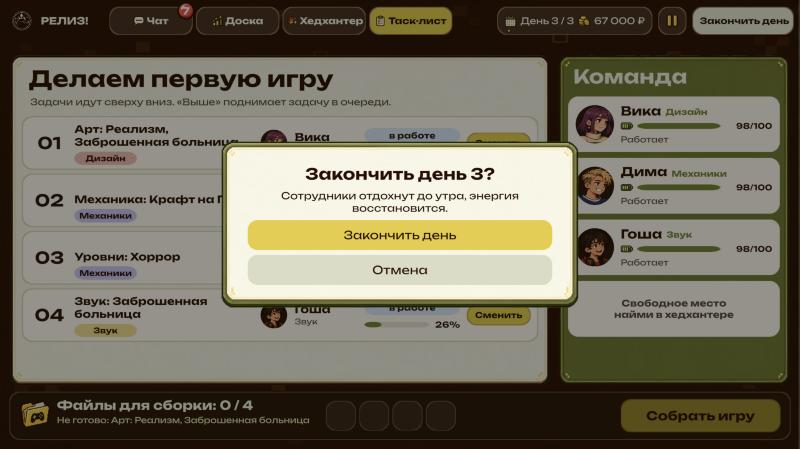 РЕЛИЗ!
Чат
7
Доска
Хедхантер
Таск-лист
День 3 / 3
67 000 ₽
Закончить день
Делаем первую игру
Задачи идут сверху вниз. «Выше» поднимает задачу в очереди.
01
Арт: Реализм,
Заброшенная больница
Дизайн
Вика
в работе
02
Механика: Крафт на
Механики
03
Уровни: Хоррор
Механики
04
Звук: Заброшенная
больница
Звук
Гоша
Звук
в работе
26%
Сменить
Закончить день 3?
Сотрудники отдохнут до утра, энергия
восстановится.
Закончить день
Отмена
Команда
Вика Дизайн
98/100
Работает
Дима Механики
98/100
Работает
Гоша Звук
98/100
Работает
Свободное место
найми в хедхантере
Файлы для сборки: 0 / 4
Не готово: Арт: Реализм, Заброшенная больница
Собрать игру